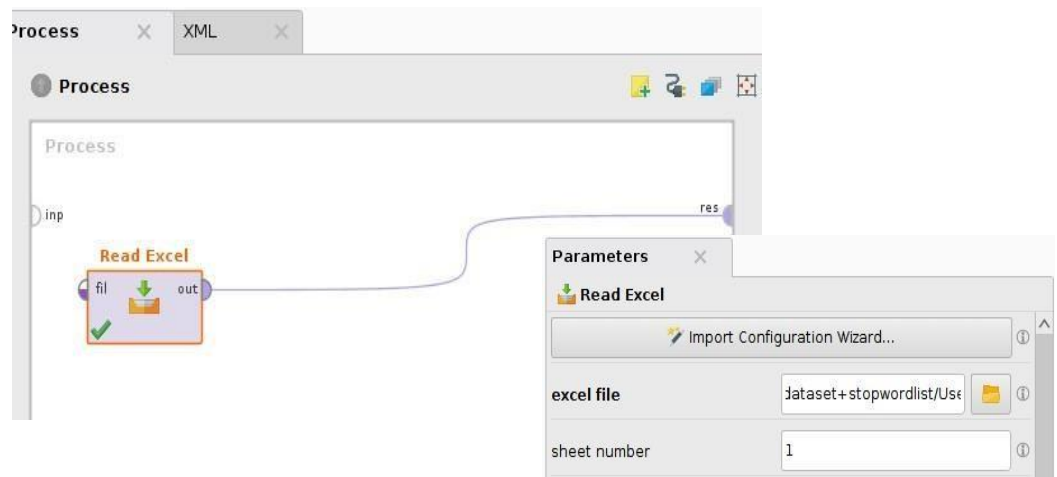 Process XML
Process
Process
inp
res
Read Excel
fil out
Parameters
Read Excel
Import Configuration Wizard...
excel file
dataset+stopwordlist/Use
sheet number
1